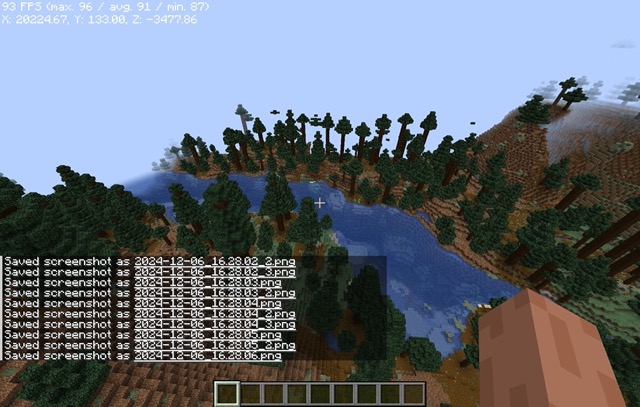 93 FPS (max. 96 / avg. 91 / min. 87)
X: 20224.67, Y: 133.00, Z: -3477.86
Saved screenshot as 2024-12-06_16.28.02_2.png
Saved screenshot as 2024-12-06_16.28.02_3.png
Saved screenshot as 2024-12-06_16.28.03.png
Saved screenshot as 2024-12-06_16.28.03_2.png
Saved screenshot as 2024-12-06_16.28.04.png
Saved screenshot as 2024-12-06_16.28.04_2.png
Saved screenshot as 2024-12-06_16.28.04_3.png
Saved screenshot as 2024-12-06_16.28.05.png
Saved screenshot as 2024-12-06_16.28.05_2.png
Saved screenshot as 2024-12-06_16.28.06.png